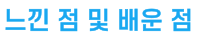 느낀 점 및 배운 점